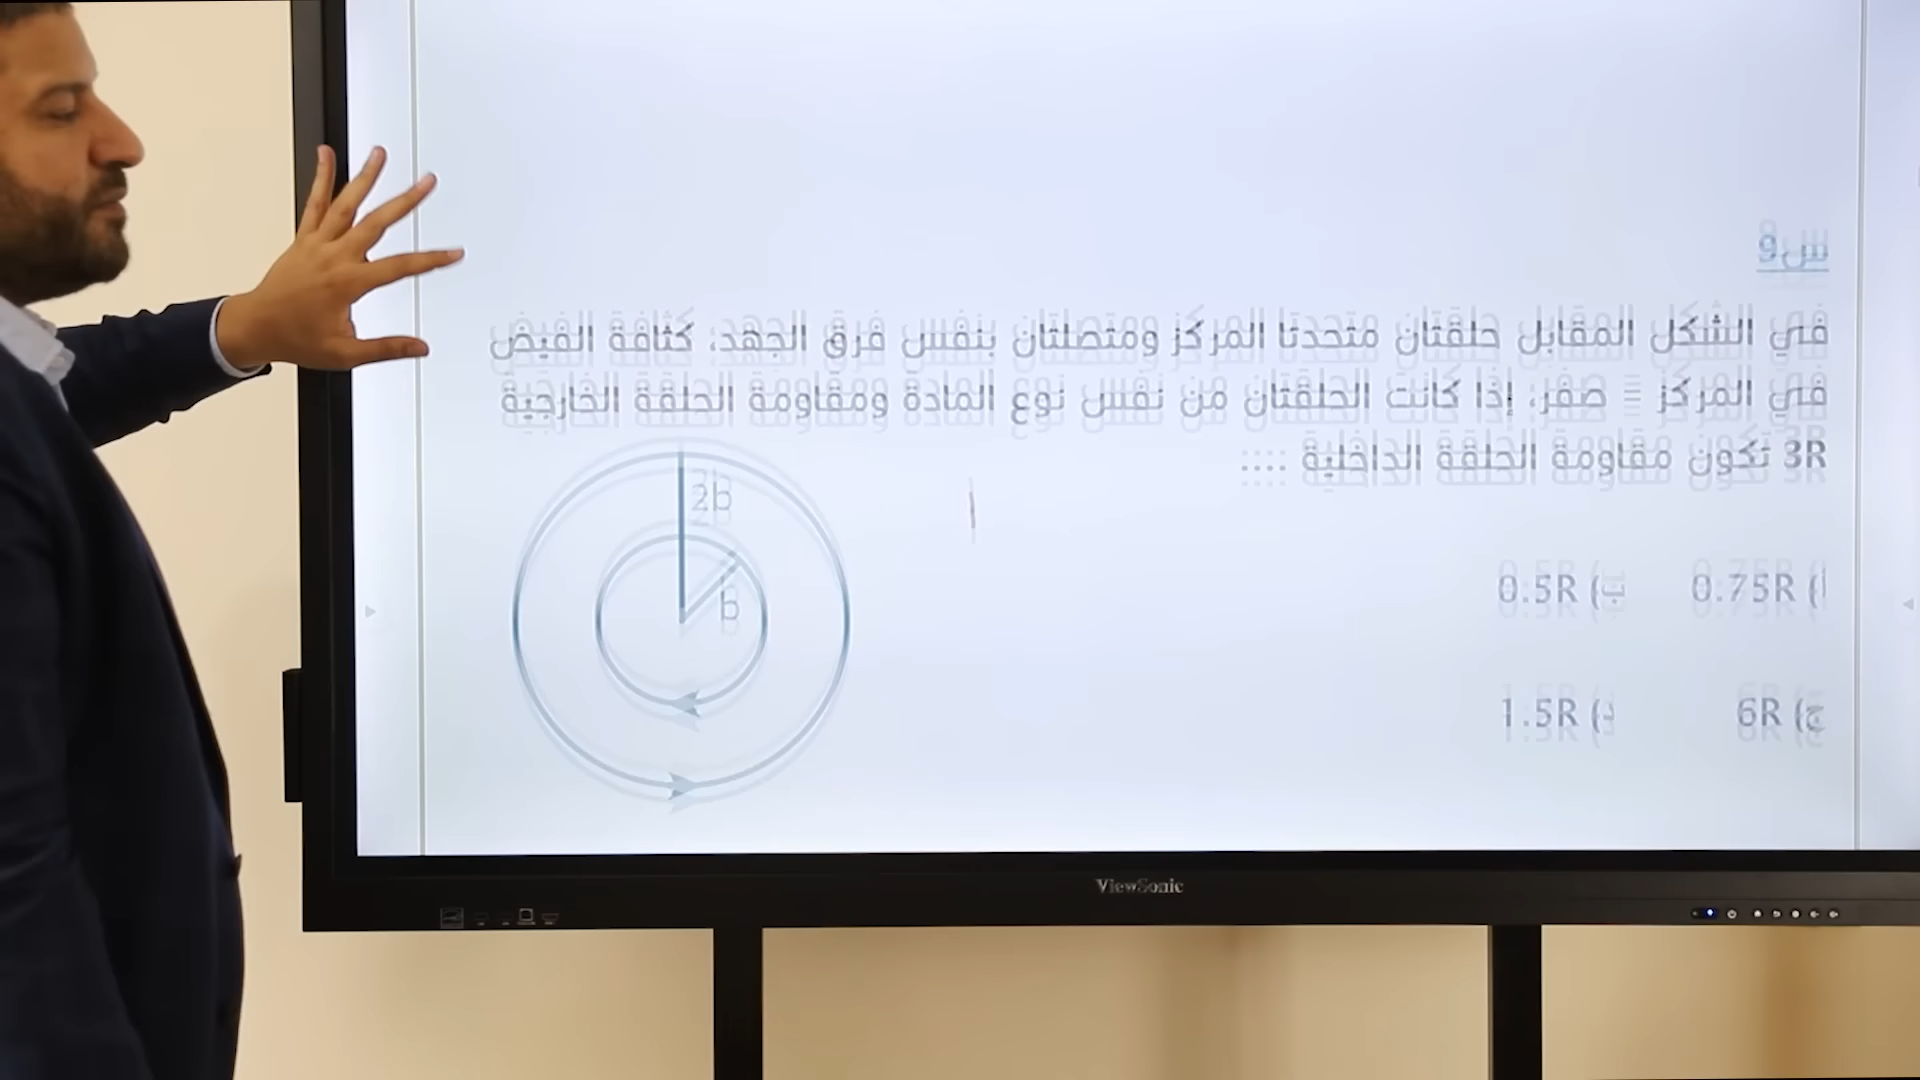 س9
في الشكل المقابل حلقتان متحدتا المركز ومتصلتان بنفس فرق الجهد، كثافة الفيض
في المركز = صفر، إذا كانت الحلقتان من نفس نوع المادة ومقاومة الحلقة الخارجية
3R تكون مقاومة الحلقة الداخلية ....
أ) 0.75R ب) 0.5R
ج) 6R د) 1.5R
2b
b
ViewSonic